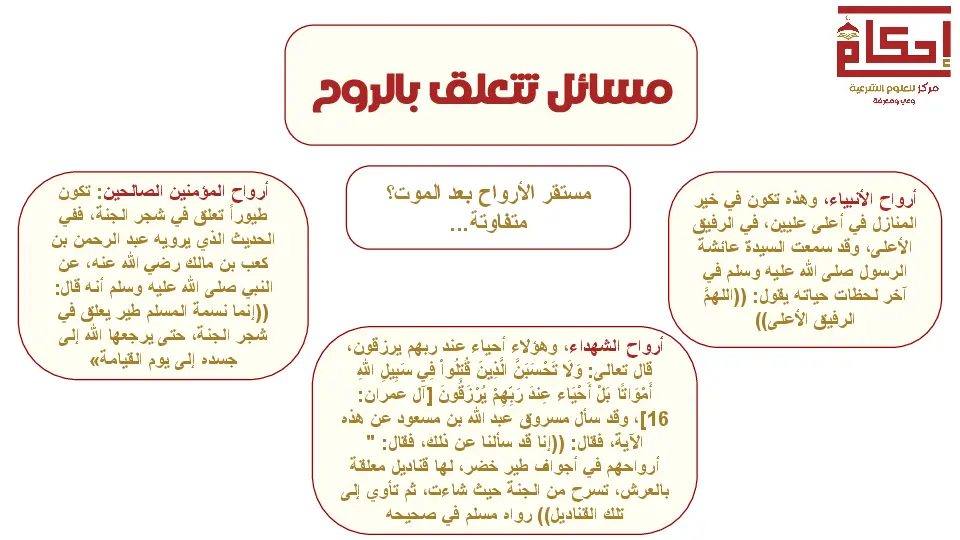 إحكام
مركز للعلوم الشرعية
وعي ومعرفة
مسائل تتعلق بالروح
مستقر الأرواح بعد الموت؟
متفاوتة...
أرواح الأنبياء، وهذه تكون في خير
المنازل في أعلى عليين، في الرفيق
الأعلى، وقد سمعت السيدة عائشة
الرسول صلى الله عليه وسلم في
آخر لحظات حياته يقول: ((اللهمَّ
الرفيق الأعلى))
أرواح الشهداء، وهؤلاء أحياء عند ربهم يرزقون،
قال تعالى: وَلَا تَحْسَبَنَّ الَّذِينَ قُتِلُواْ فِي سَبِيلِ اللّهِ
أَمْوَاتًا بَلْ أَحْيَاء عِندَ رَبِّهِمْ يُرْزَقُونَ [آل عمران:
16]، وقد سأل مسروق عبد الله بن مسعود عن هذه
الآية، فقال: ((إنا قد سألنا عن ذلك، فقال: "
أرواحهم في أجواف طير خضر، لها قناديل معلقة
بالعرش، تسرح من الجنة حيث شاءت، ثم تأوي إلى
تلك القناديل)) رواه مسلم في صحيحه
أرواح المؤمنين الصالحين: تكون
طيوراً تعلق في شجر الجنة، ففي
الحديث الذي يرويه عبد الرحمن بن
كعب بن مالك رضي الله عنه، عن
النبي صلى الله عليه وسلم أنه قال:
((إنما نسمة المسلم طير يعلق في
شجر الجنة، حتى يرجعها الله إلى
جسده إلى يوم القيامة»